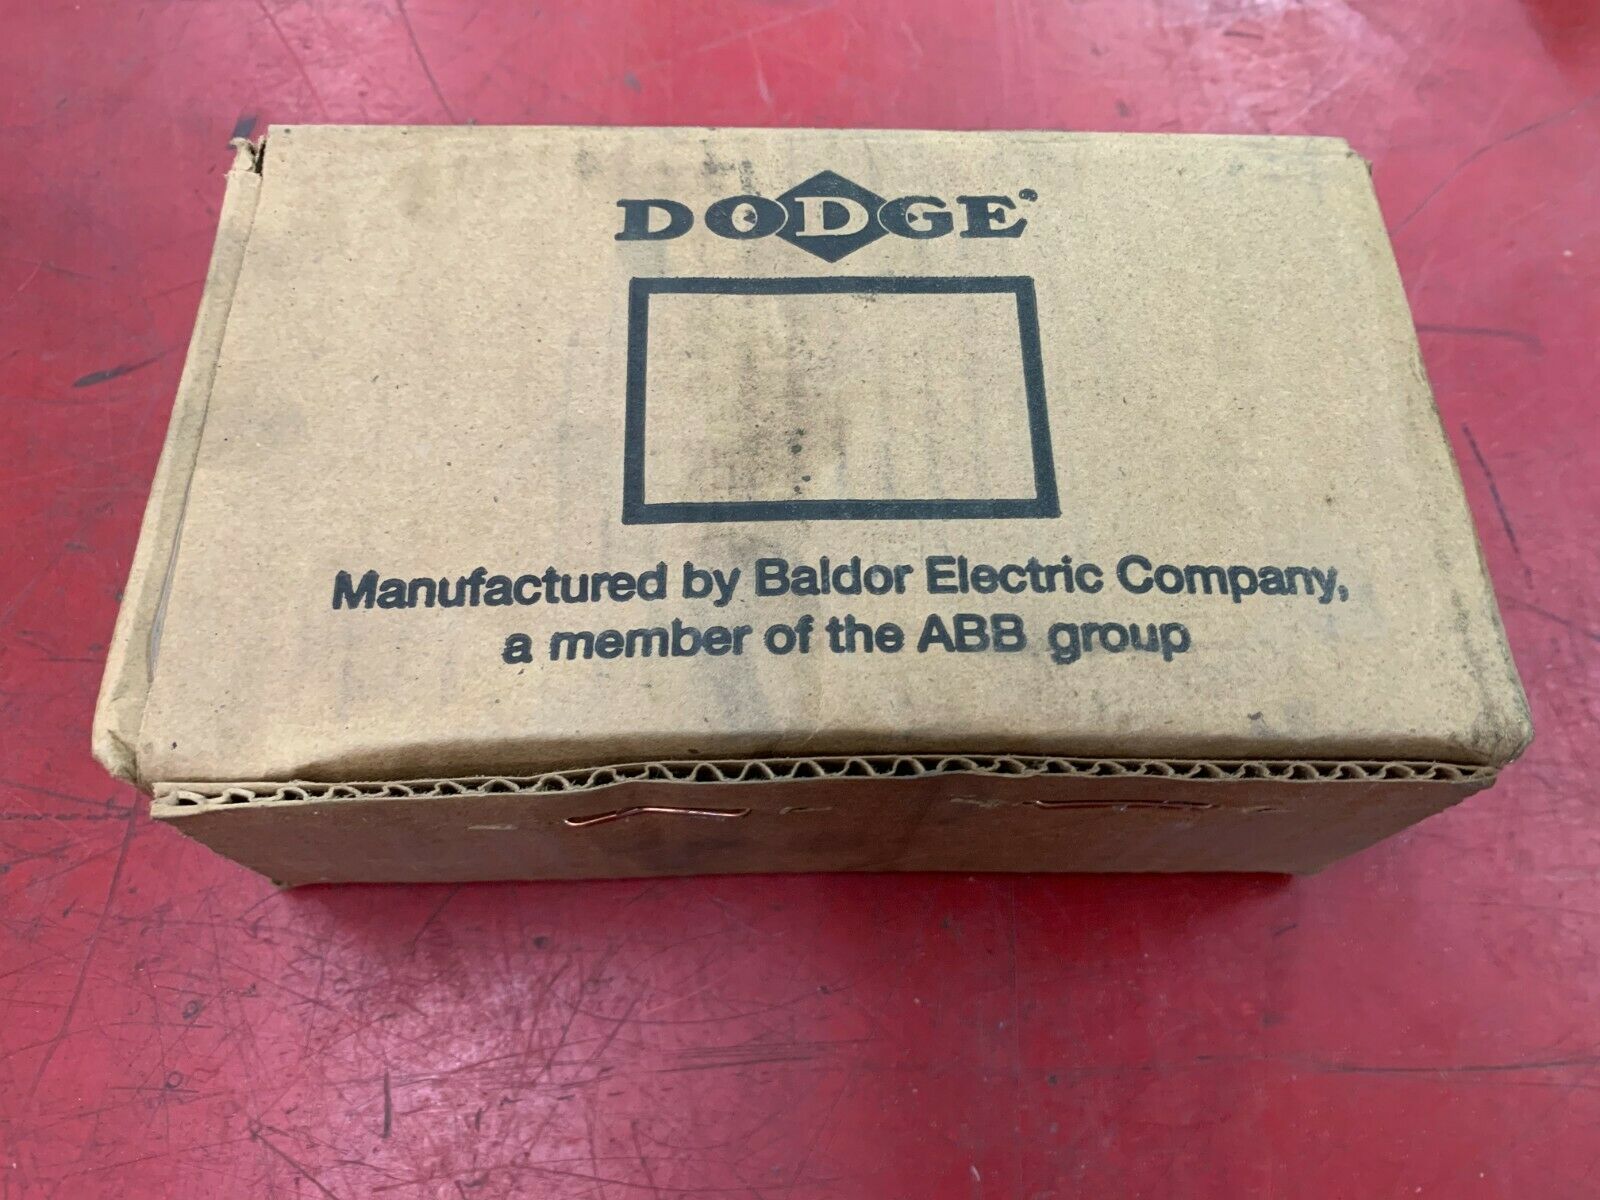 DODGE®
Manufactured by Baldor Electric Company,
a member of the ABB group